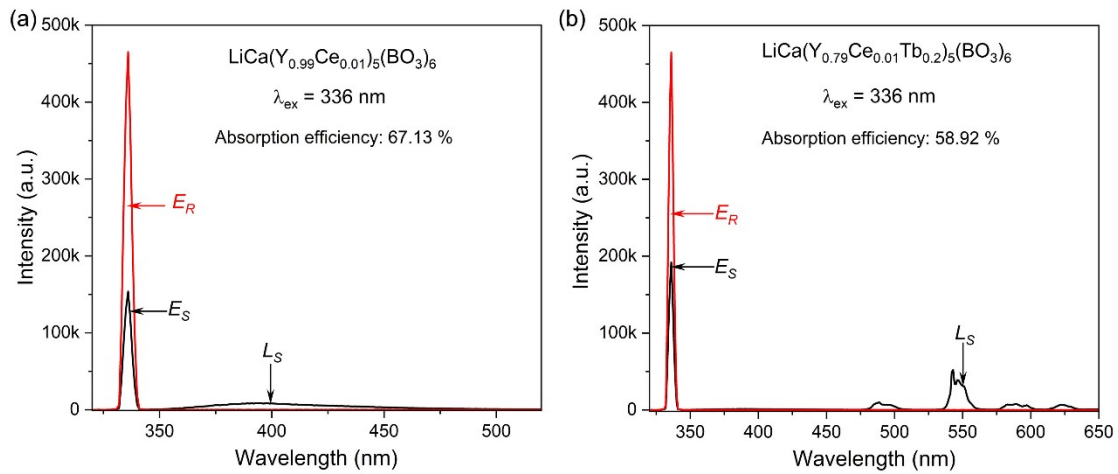 (a)
500k
400k
300k
200k
100k
0
Intensity (a.u.)
LiCa(Y0.99Ce0.01)5(BO3)6
λex = 336 nm
Absorption efficiency: 67.13 %
ER
ES
LS
350
400
450
500
Wavelength (nm)
(b)
500k
400k
300k
200k
100k
0
Intensity (a.u.)
LiCa(Y0.79Ce0.01Tb0.2)5(BO3)6
λex = 336 nm
Absorption efficiency: 58.92 %
ER
ES
LS
350
400
450
500
550
600
650
Wavelength (nm)